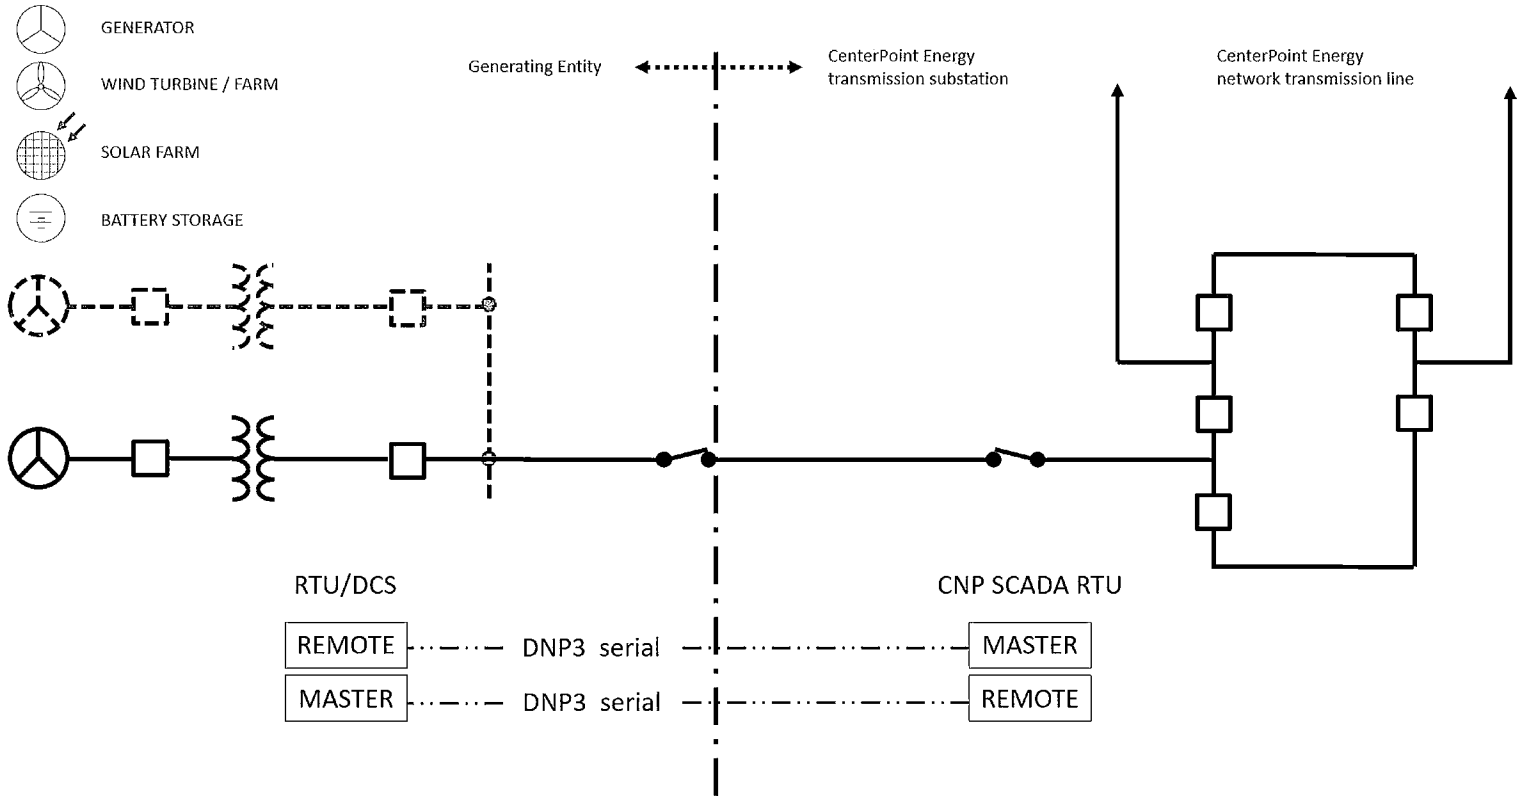 GENERATOR
WIND TURBINE / FARM
SOLAR FARM
BATTERY STORAGE
Generating Entity
CenterPoint Energy
transmission substation
CenterPoint Energy
network transmission line
RTU/DCS
CNP SCADA RTU
REMOTE
DNP3 serial
MASTER
MASTER
DNP3 serial
REMOTE